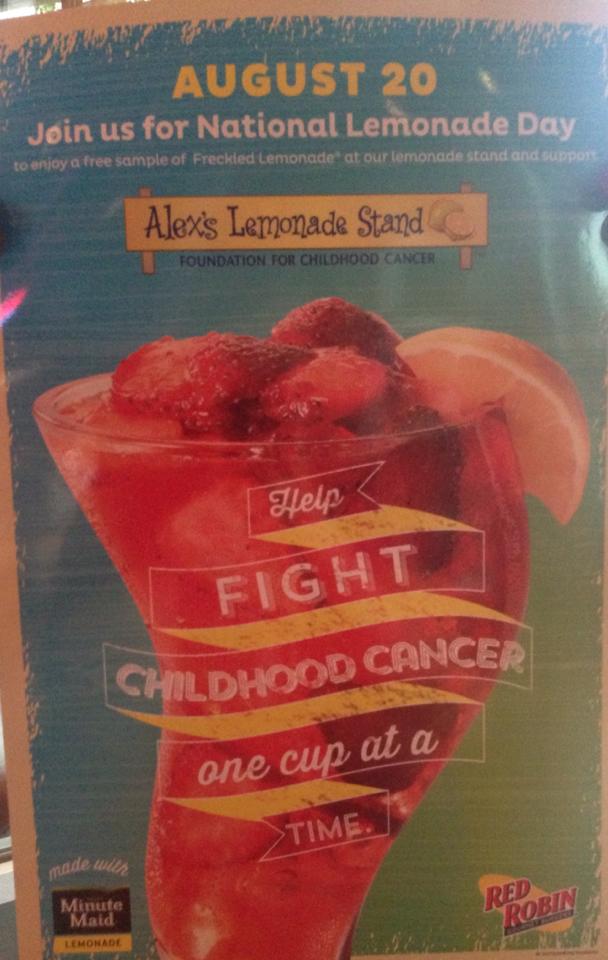 AUGUST 20
Join us for National Lemonade Day
to enjoy a free sample of Freckled Lemonade® at our lemonade stand and support
Alex's Lemonade Stand
FOUNDATION FOR CHILDHOOD CANCER
Help
FIGHT
CHILDHOOD CANCER
one cup at a
TIME.
made with
Minute
Maid
LEMONADE
RED
ROBIN